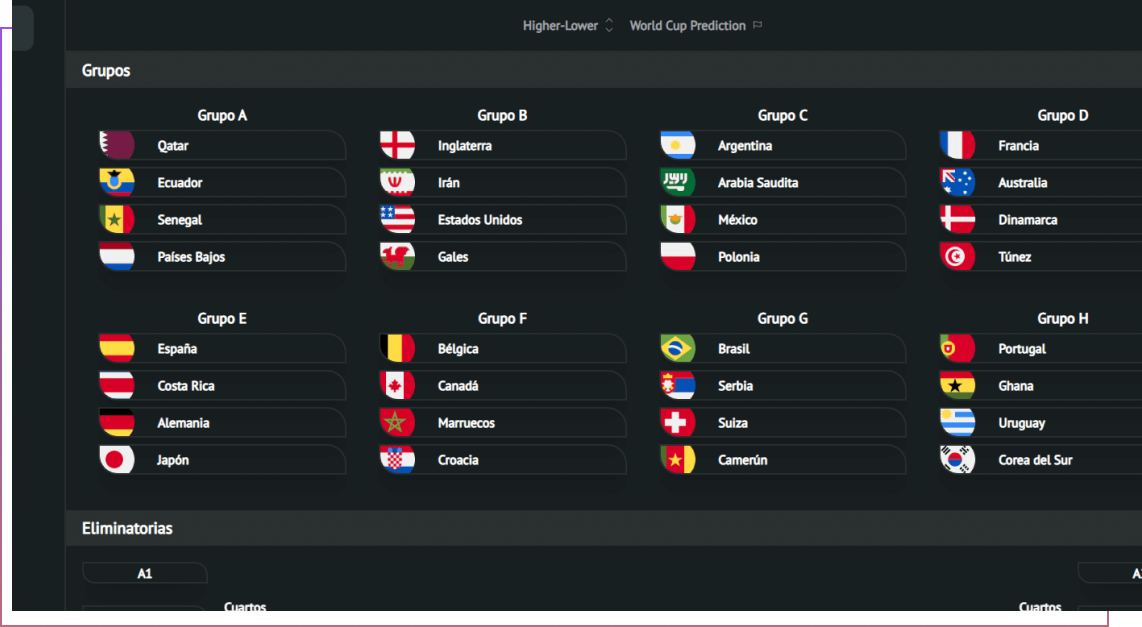 Higher-Lower World Cup Prediction
Grupos
Grupo A Grupo B Grupo C Grupo D
Qatar Inglaterra Argentina Francia
Ecuador Irán Arabia Saudita Australia
Senegal Estados Unidos México Dinamarca
Países Bajos Gales Polonia Túnez
Grupo E Grupo F Grupo G Grupo H
España Bélgica Brasil Portugal
Costa Rica Canadá Serbia Ghana
Alemania Marruecos Suiza Uruguay
Japón Croacia Camerún Corea del Sur
Eliminatorias
A1
Cuartos Cuartos